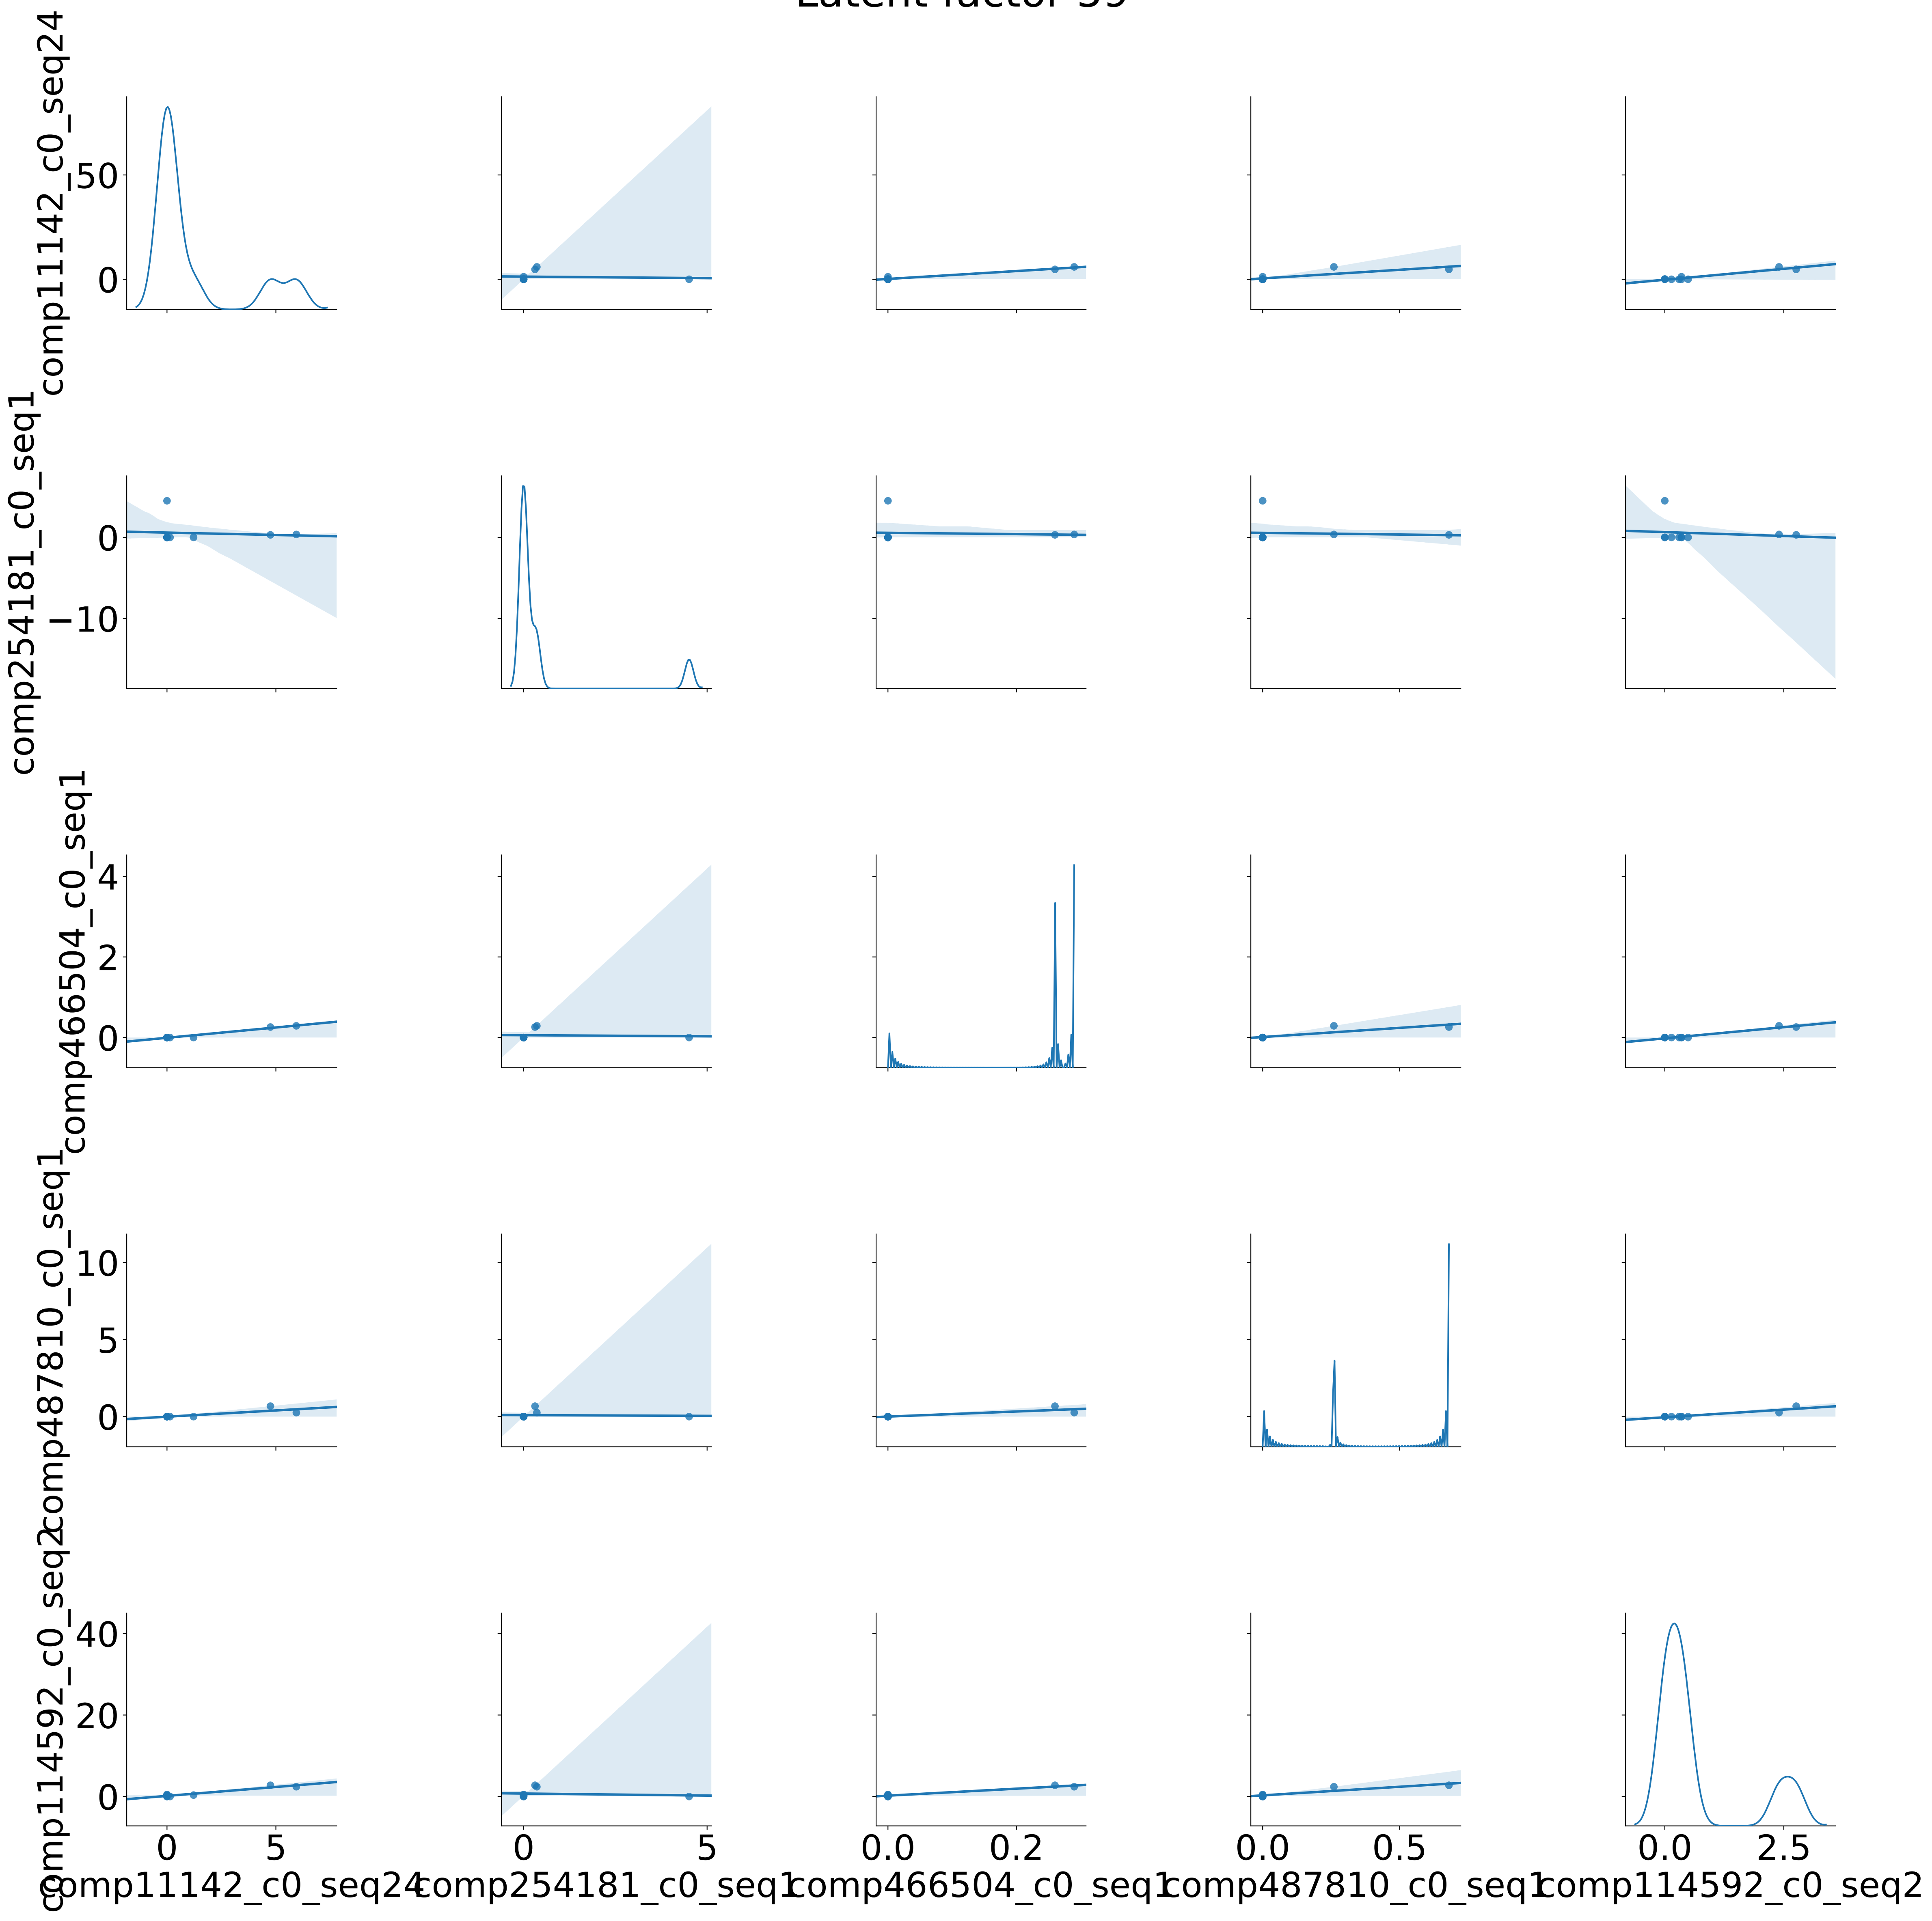 Latent factor 39
comp11142_c0_seq24
50
0
comp254181_c0_seq1
0
−10
comp466504_c0_seq1
4
2
0
comp487810_c0_seq1
10
5
0
comp114592_c0_seq2
40
20
0
0 5 0 5 0.0 0.2 0.0 0.5 0.0 2.5
comp11142_c0_seq24 comp254181_c0_seq1 comp466504_c0_seq1 comp487810_c0_seq1 comp114592_c0_seq2